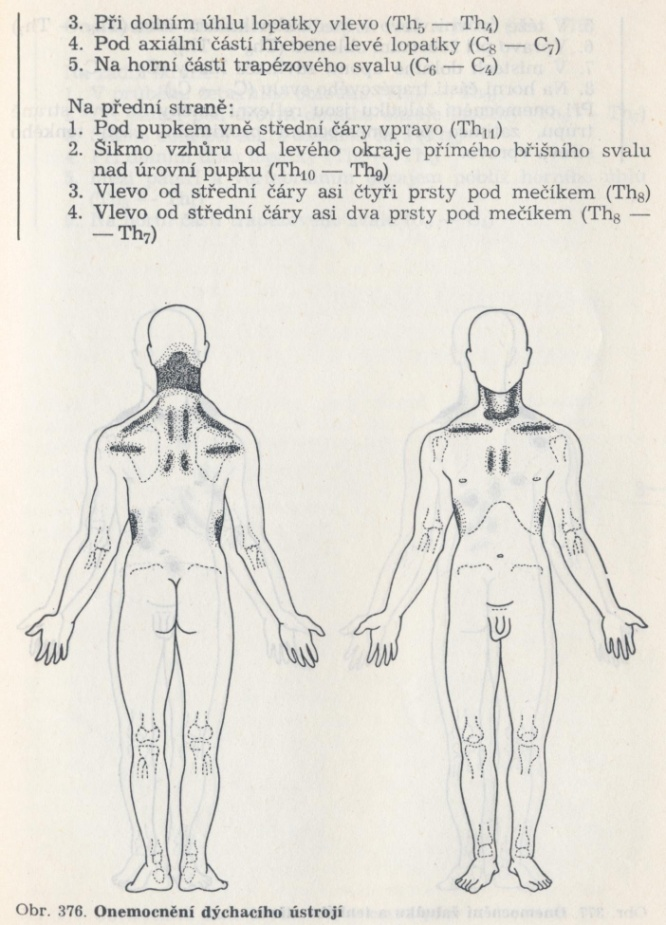 3. Při dolním úhlu lopatky vlevo (Th₅ — Th₄)
4. Pod axiální částí hřebene levé lopatky (C₈ — C₇)
5. Na horní části trapézového svalu (C₆ — C₄)
Na přední straně:
1. Pod pupkem vně střední čáry vpravo (Th₁₁)
2. Šikmo vzhůru od levého okraje přímého břišního svalu
nad úrovní pupku (Th₁₀ — Th₉)
3. Vlevo od střední čáry asi čtyři prsty pod mečíkem (Th₈)
4. Vlevo od střední čáry asi dva prsty pod mečíkem (Th₈ —
— Th₇)
Obr. 376. Onemocnění dýchacího ústrojí